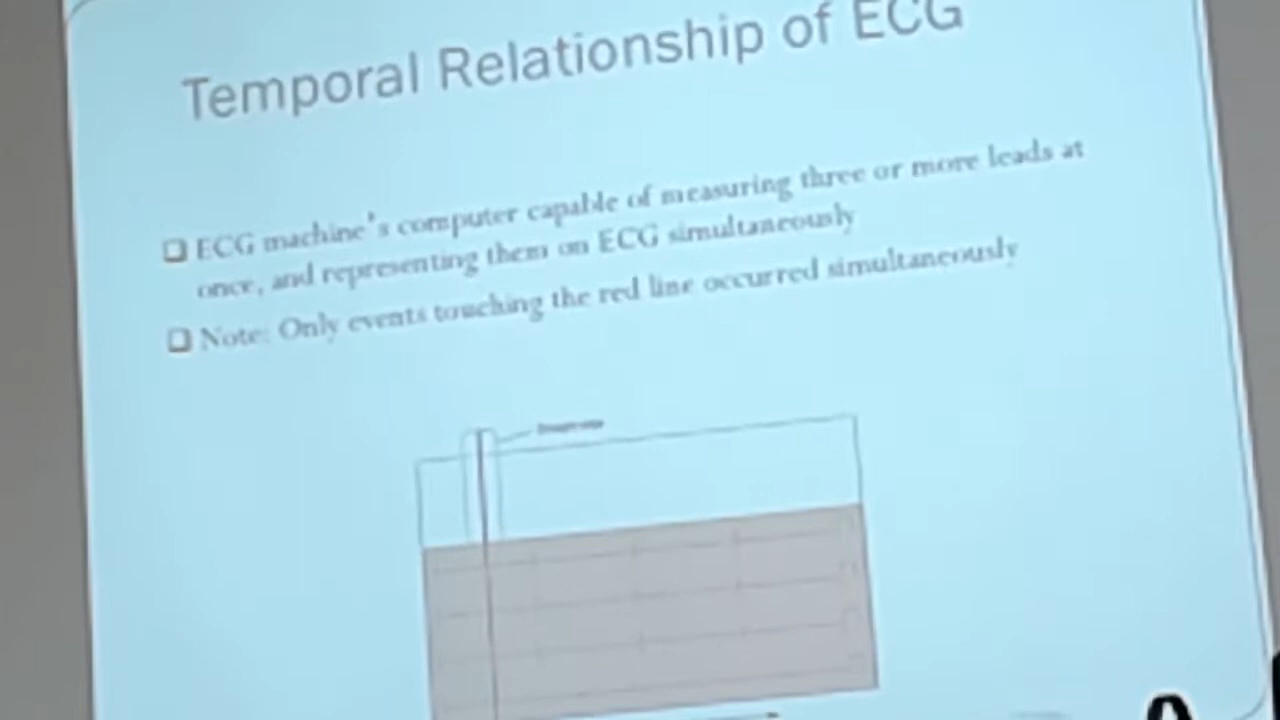 Temporal Relationship of ECG
❑ ECG machine's computer capable of measuring three or more leads at
once, and representing them on ECG simultaneously
❑ Note: Only events touching the red line occurred simultaneously